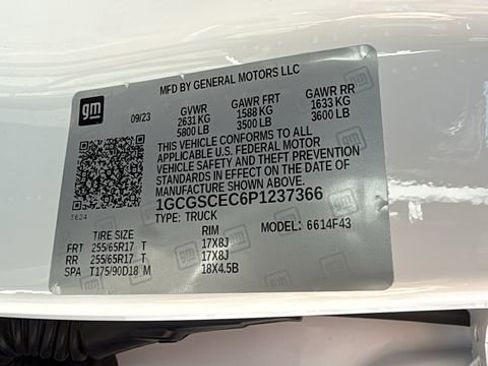 MFD BY GENERAL MOTORS LLC
gm
09/23
GVWR GAWR FRT GAWR RR
2631 KG 1588 KG 1633 KG
5800 LB 3500 LB 3600 LB
THIS VEHICLE CONFORMS TO ALL
APPLICABLE U.S. FEDERAL MOTOR
VEHICLE SAFETY AND THEFT PREVENTION
STANDARDS IN EFFECT ON THE DATE OF
MANUFACTURE SHOWN ABOVE.
1GCGSCEC6P1237366
TYPE: TRUCK
MODEL: 6614F43
TIRE SIZE RIM
FRT 255/65R17 T 17X8J
RR 255/65R17 T 17X8J
SPA T175/90D18 M 18X4.5B